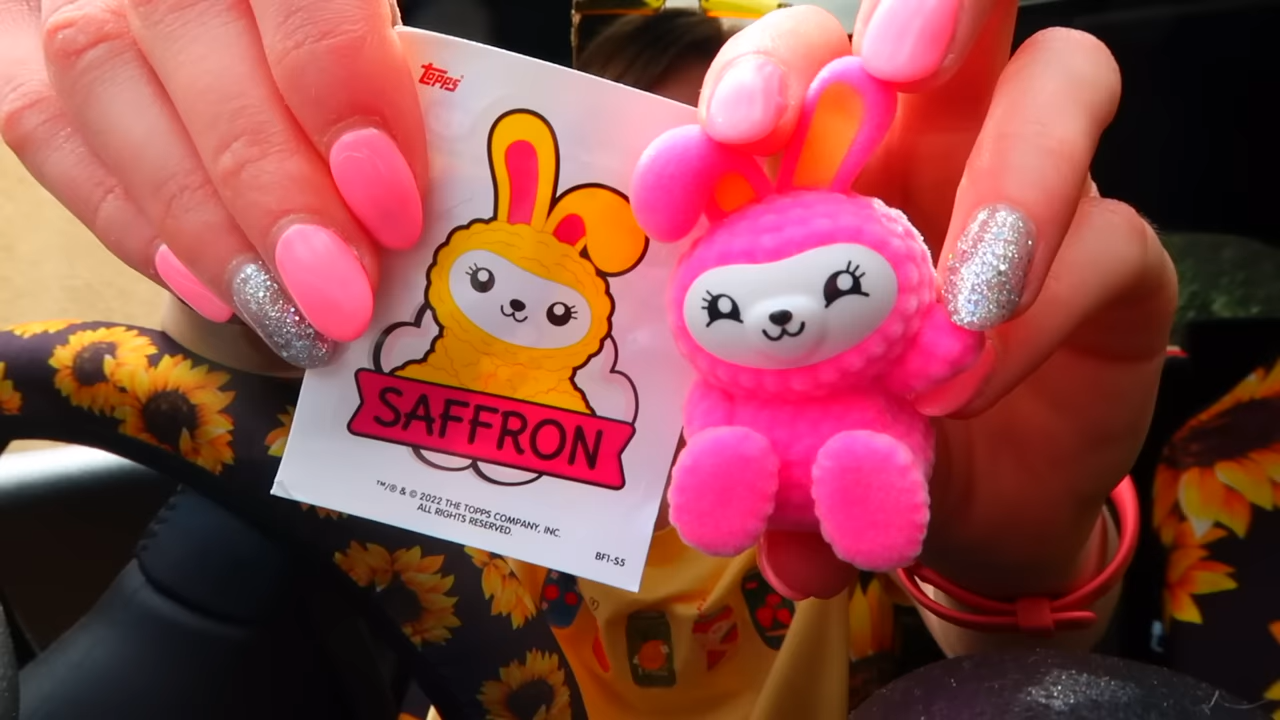 Topps
SAFFRON
™/® & © 2022 THE TOPPS COMPANY, INC.
ALL RIGHTS RESERVED.
BF1-S5